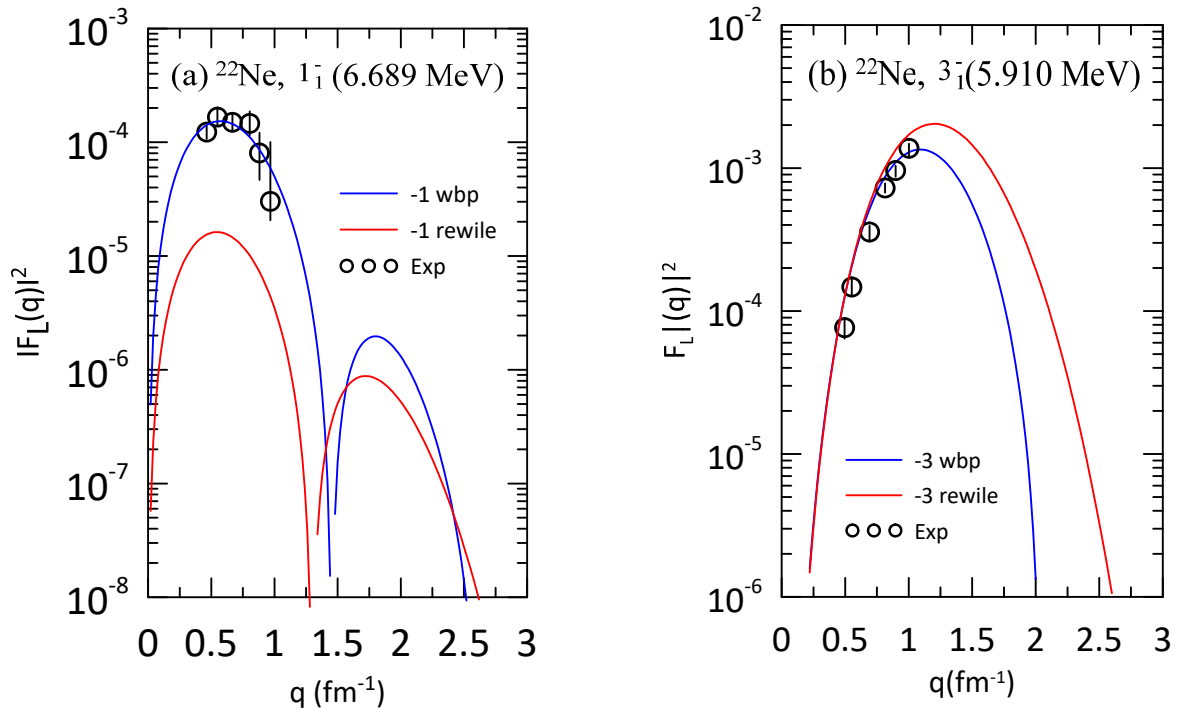 (a) ²²Ne, 1⁻ᵢ (6.689 MeV)
|F_L(q)|²
10⁻³
10⁻⁴
10⁻⁵
10⁻⁶
10⁻⁷
10⁻⁸
-1 wbp
-1 rewile
Exp
0 0.5 1 1.5 2 2.5 3
q (fm⁻¹)
(b) ²²Ne, 3⁻ᵢ(5.910 MeV)
F_L|(q)|²
10⁻²
10⁻³
10⁻⁴
10⁻⁵
10⁻⁶
-3 wbp
-3 rewile
Exp
0 0.5 1 1.5 2 2.5 3
q(fm⁻¹)